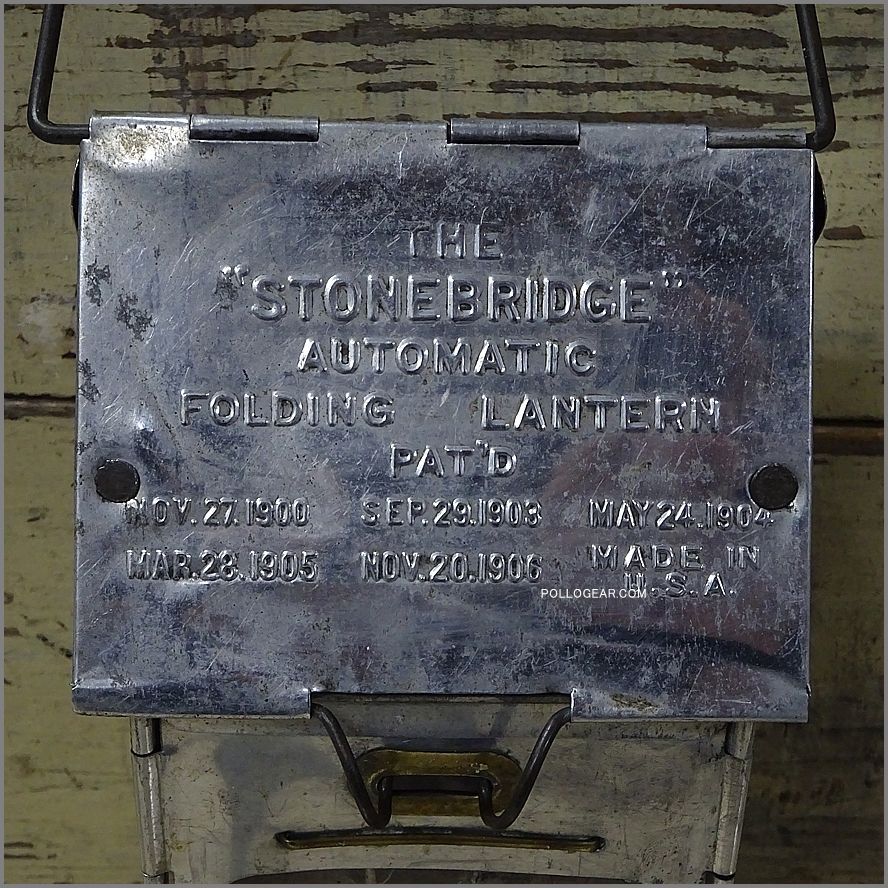 THE
"STONEBRIDGE"
AUTOMATIC
FOLDING LANTERN
PAT'D
NOV. 27. 1900 SEP. 29. 1903 MAY 24. 1904
MAR. 28. 1905 NOV. 20. 1906 MADE IN
U.S.A.
POLLOGEAR.COM